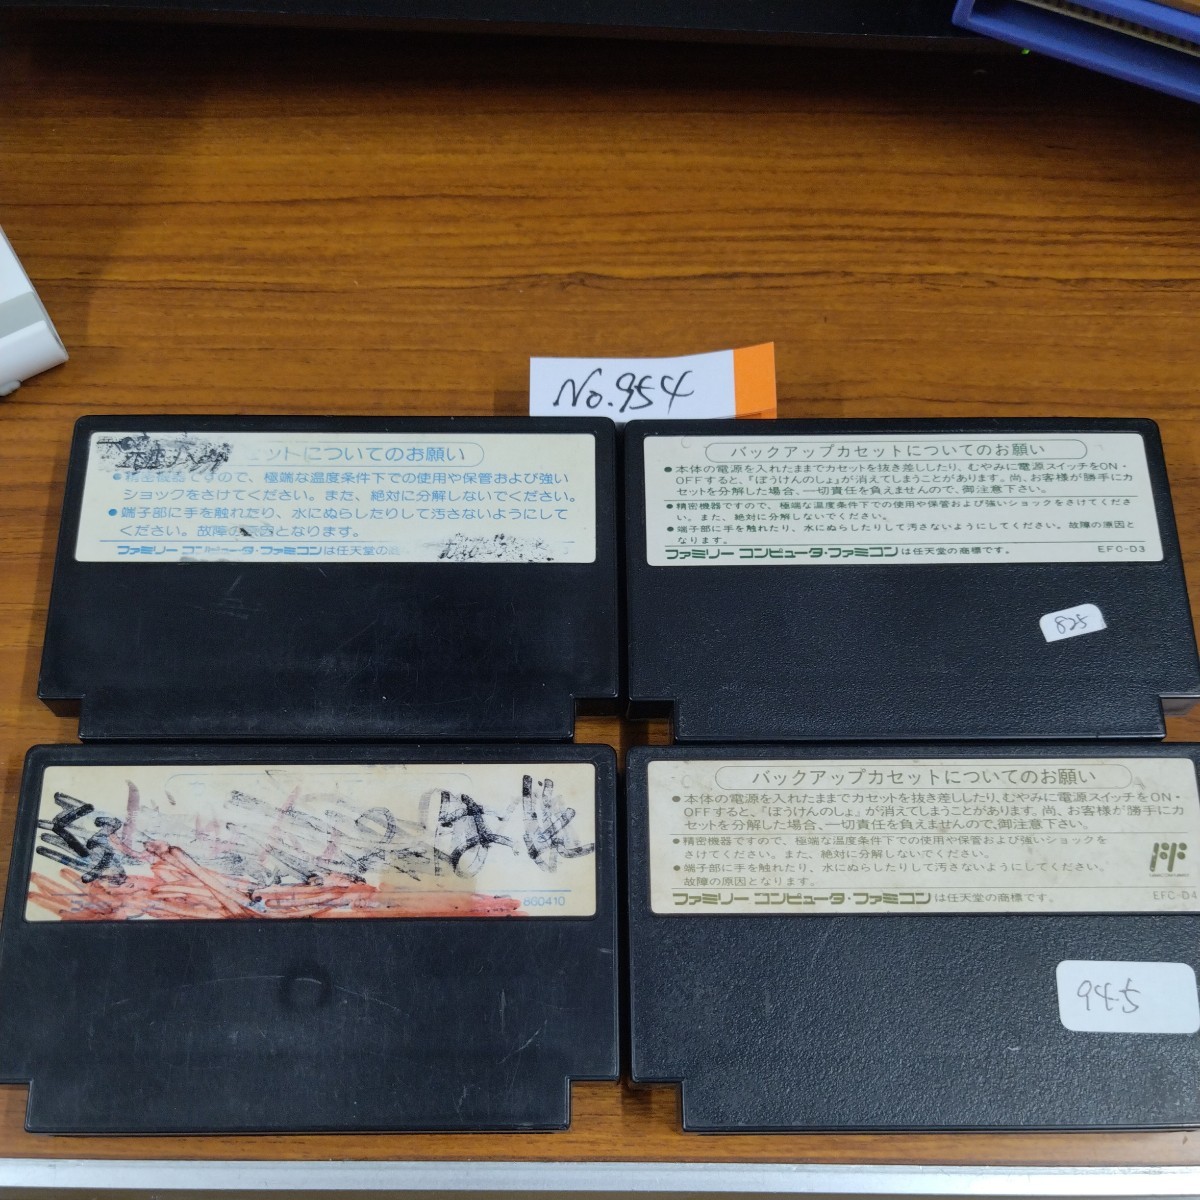 No.954
セットについてのお願い
●精密機器ですので、極端な温度条件下での使用や保管および強い
ショックをさけてください。また、絶対に分解しないでください。
●端子部に手を触れたり、水にぬらしたりして汚さないようにして
ください。故障の原因となります。
ファミリー コンピュータ・ファミコンは任天堂の商
バックアップカセットについてのお願い
●本体の電源を入れたままでカセットを抜き差ししたり、むやみに電源スイッチをON・
OFFすると、『ぼうけんのしょ』が消えてしまうことがあります。尚、お客様が勝手にカ
セットを分解した場合、一切責任を負えませんので、御注意下さい。
●精密機器ですので、極端な温度条件下での使用や保管および強いショックをさけてくださ
い。また、絶対に分解しないでください。
●端子部に手を触れたり、水にぬらしたりして汚さないようにしてください。故障の原因と
なります。
ファミリー コンピュータ・ファミコンは任天堂の商標です。 EFC-D3
825
860410
バックアップカセットについてのお願い
●本体の電源を入れたままでカセットを抜き差ししたり、むやみに電源スイッチをON・
OFFすると、『ぼうけんのしょ』が消えてしまうことがあります。尚、お客様が勝手にカ
セットを分解した場合、一切責任を負えませんので、御注意下さい。
●精密機器ですので、極端な温度条件下での使用や保管および強いショックを
さけてください。また、絶対に分解しないでください。
●端子部に手を触れたり、水にぬらしたりして汚さないようにしてください。
故障の原因となります。
ファミリー コンピュータ・ファミコンは任天堂の商標です。 EFC-D4
94.5